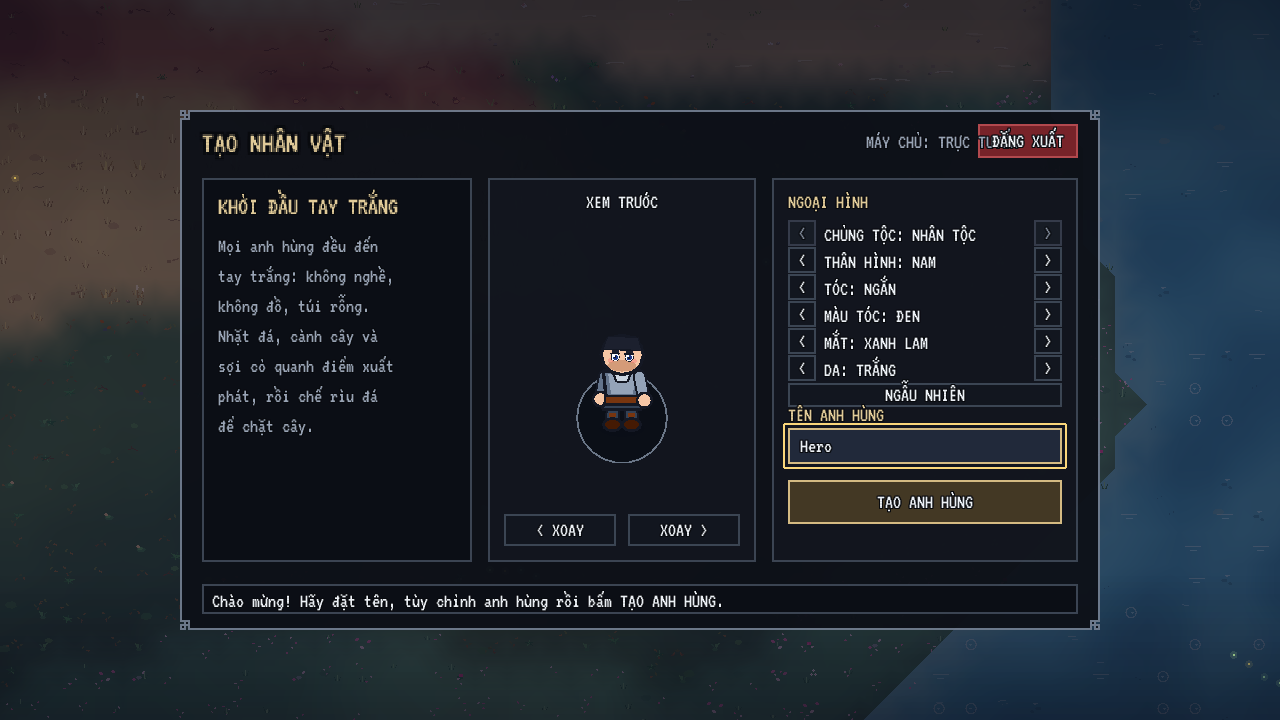 TẠO NHÂN VẬT
MÁY CHỦ: TRỰC
ĐĂNG XUẤT
KHỞI ĐẦU TAY TRẮNG
Mọi anh hùng đều đến
tay trắng: không nghề,
không đồ, túi rỗng.
Nhặt đá, cành cây và
sợi cỏ quanh điểm xuất
phát, rồi chế rìu đá
để chặt cây.
XEM TRƯỚC
< XOAY
XOAY >
NGOẠI HÌNH
< CHỦNG TỘC: NHÂN TỘC >
< THÂN HÌNH: NAM >
< TÓC: NGẮN >
< MÀU TÓC: ĐEN >
< MẮT: XANH LAM >
< DA: TRẮNG >
NGẪU NHIÊN
TÊN ANH HÙNG
Hero
TẠO ANH HÙNG
Chào mừng! Hãy đặt tên, tùy chỉnh anh hùng rồi bấm TẠO ANH HÙNG.